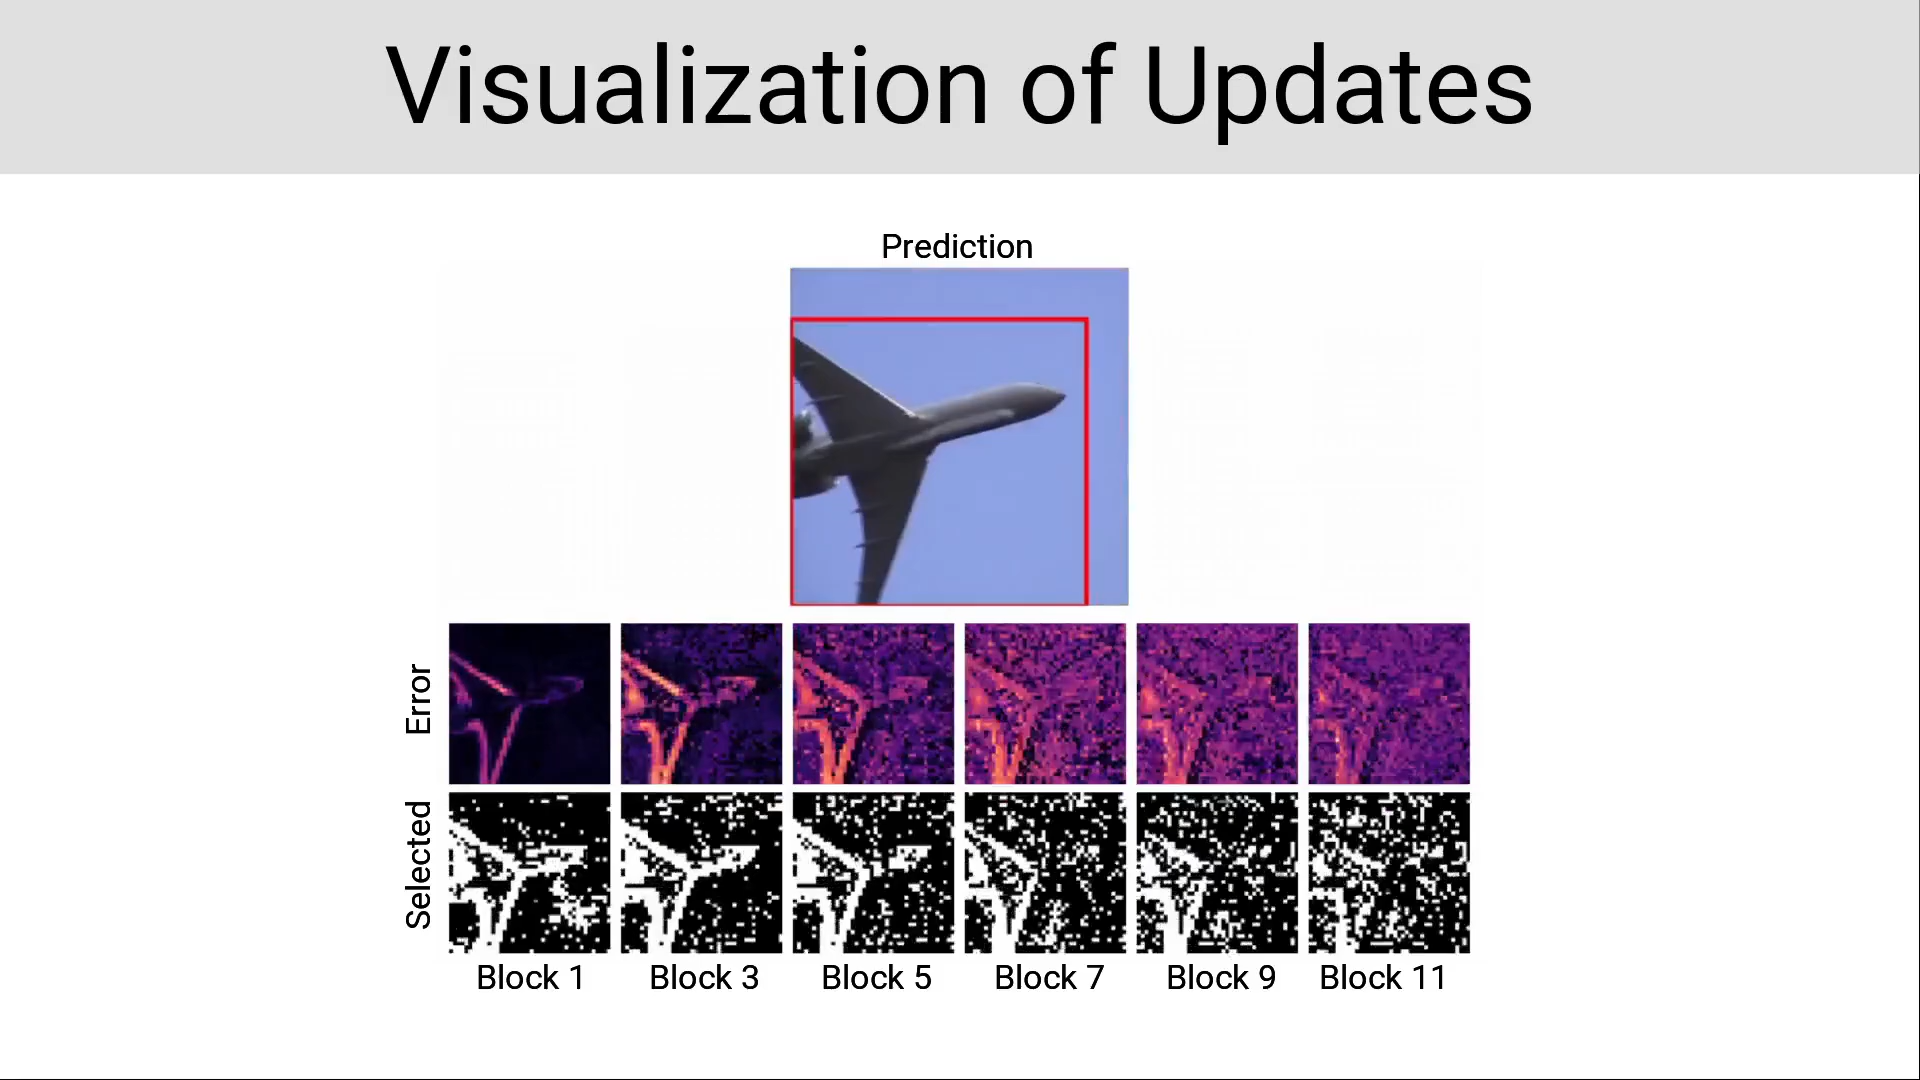 Visualization of Updates
Prediction
Error
Selected
Block 1
Block 3
Block 5
Block 7
Block 9
Block 11